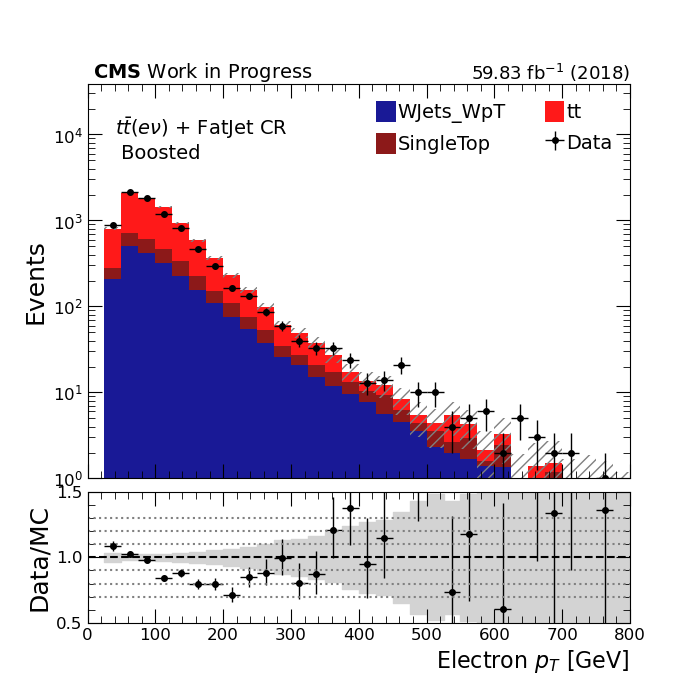 CMS Work in Progress 59.83 fb⁻¹ (2018)
tt̄(eν) + FatJet CR
Boosted
WJets_WpT tt
SingleTop Data
Events
10⁴
10³
10²
10¹
10⁰
Data/MC
1.5
1.0
0.5
0 100 200 300 400 500 600 700 800
Electron p_T [GeV]